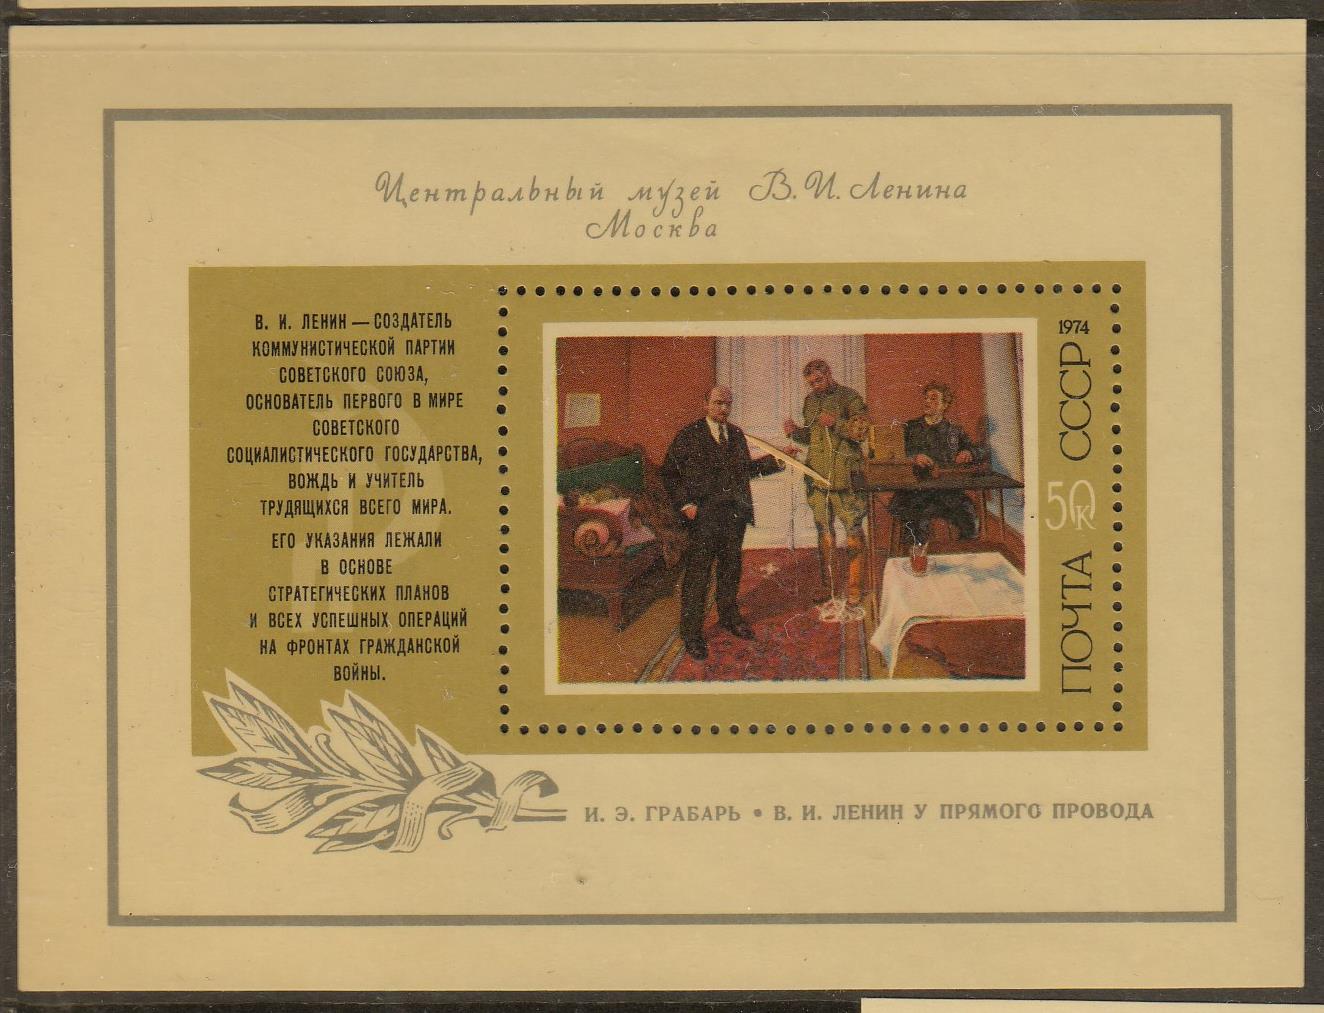 Центральный музей В.И. Ленина
Москва
В. И. ЛЕНИН — СОЗДАТЕЛЬ
КОММУНИСТИЧЕСКОЙ ПАРТИИ
СОВЕТСКОГО СОЮЗА,
ОСНОВАТЕЛЬ ПЕРВОГО В МИРЕ
СОВЕТСКОГО
СОЦИАЛИСТИЧЕСКОГО ГОСУДАРСТВА,
ВОЖДЬ И УЧИТЕЛЬ
ТРУДЯЩИХСЯ ВСЕГО МИРА.
ЕГО УКАЗАНИЯ ЛЕЖАЛИ
В ОСНОВЕ
СТРАТЕГИЧЕСКИХ ПЛАНОВ
И ВСЕХ УСПЕШНЫХ ОПЕРАЦИЙ
НА ФРОНТАХ ГРАЖДАНСКОЙ
ВОЙНЫ.
1974
ПОЧТА СССР
50к
И. Э. ГРАБАРЬ • В. И. ЛЕНИН У ПРЯМОГО ПРОВОДА